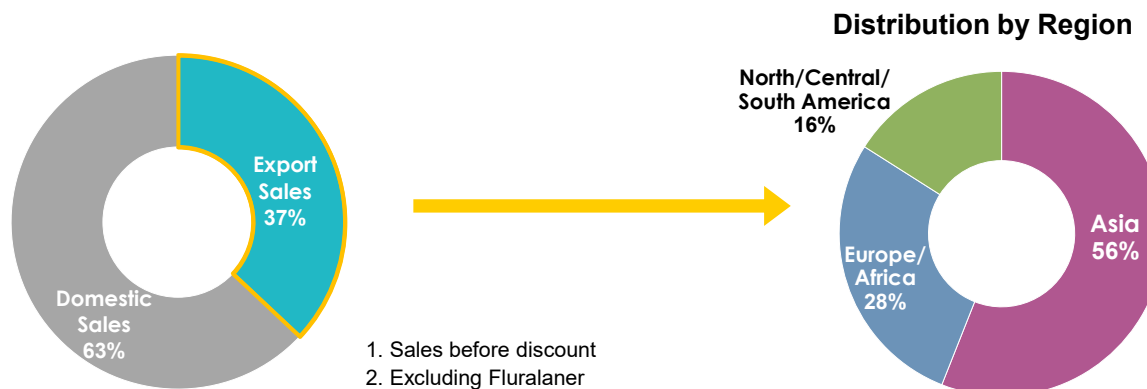 Distribution by Region
Export
Sales
37%
Domestic
Sales
63%
1. Sales before discount
2. Excluding Fluralaner
North/Central/
South America
16%
Asia
56%
Europe/
Africa
28%